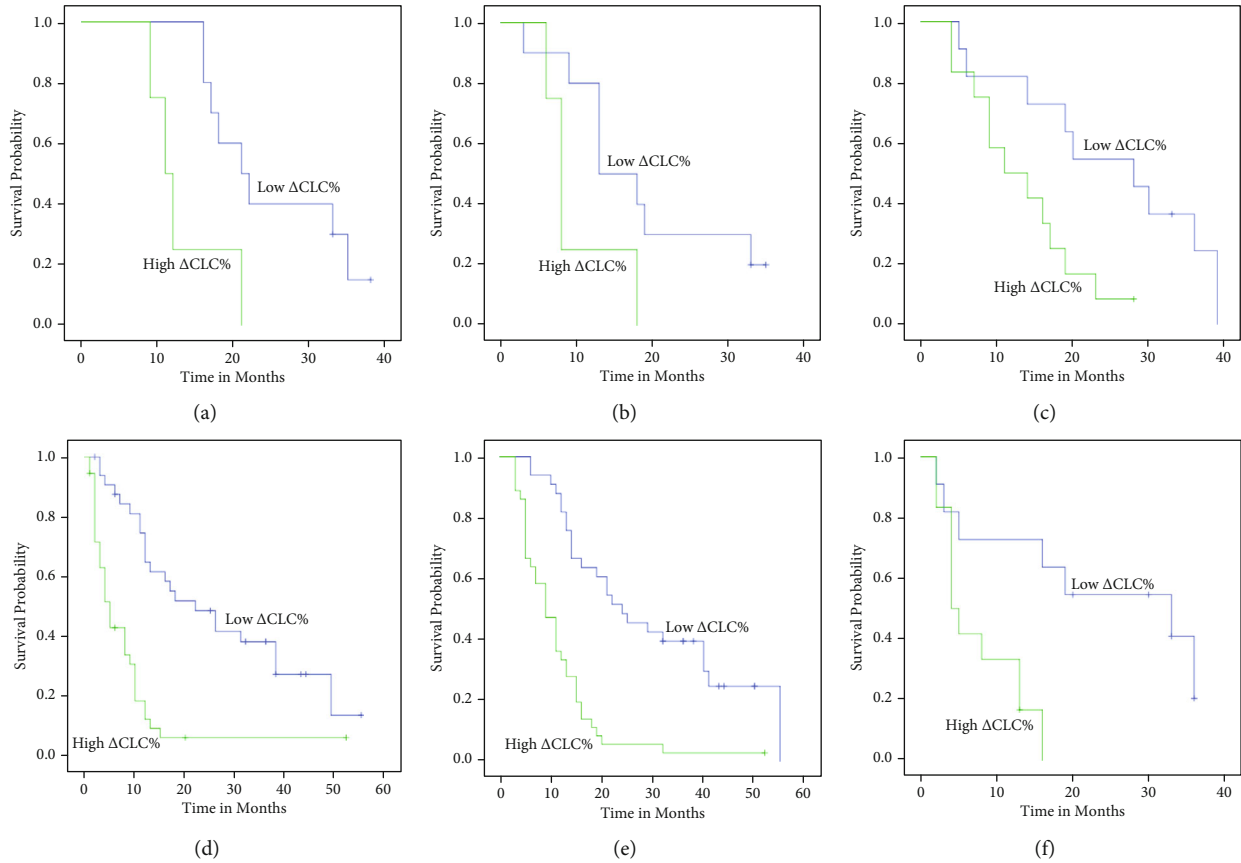 1.0
0.8
0.6
0.4
0.2
0.0
Survival Probability
Low ΔCLC%
High ΔCLC%
0 10 20 30 40
Time in Months
(a)
1.0
0.8
0.6
0.4
0.2
0.0
Survival Probability
Low ΔCLC%
High ΔCLC%
0 10 20 30 40
Time in Months
(b)
1.0
0.8
0.6
0.4
0.2
0.0
Survival Probability
Low ΔCLC%
High ΔCLC%
0 10 20 30 40
Time in Months
(c)
1.0
0.8
0.6
0.4
0.2
0.0
Survival Probability
Low ΔCLC%
High ΔCLC%
0 10 20 30 40 50 60
Time in Months
(d)
1.0
0.8
0.6
0.4
0.2
0.0
Survival Probability
Low ΔCLC%
High ΔCLC%
0 10 20 30 40 50 60
Time in Months
(e)
1.0
0.8
0.6
0.4
0.2
0.0
Survival Probability
Low ΔCLC%
High ΔCLC%
0 10 20 30 40
Time in Months
(f)